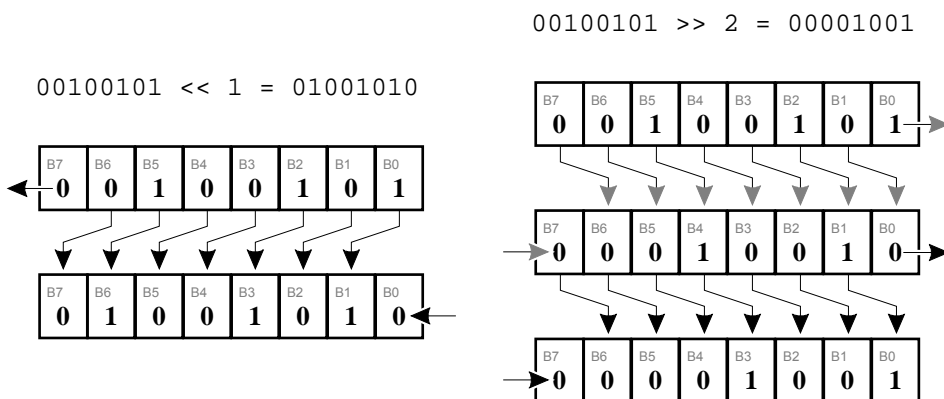 00100101 << 1 = 01001010
B7 B6 B5 B4 B3 B2 B1 B0
0 0 1 0 0 1 0 1
B7 B6 B5 B4 B3 B2 B1 B0
0 1 0 0 1 0 1 0
00100101 >> 2 = 00001001
B7 B6 B5 B4 B3 B2 B1 B0
0 0 1 0 0 1 0 1
B7 B6 B5 B4 B3 B2 B1 B0
0 0 0 1 0 0 1 0
B7 B6 B5 B4 B3 B2 B1 B0
0 0 0 0 1 0 0 1